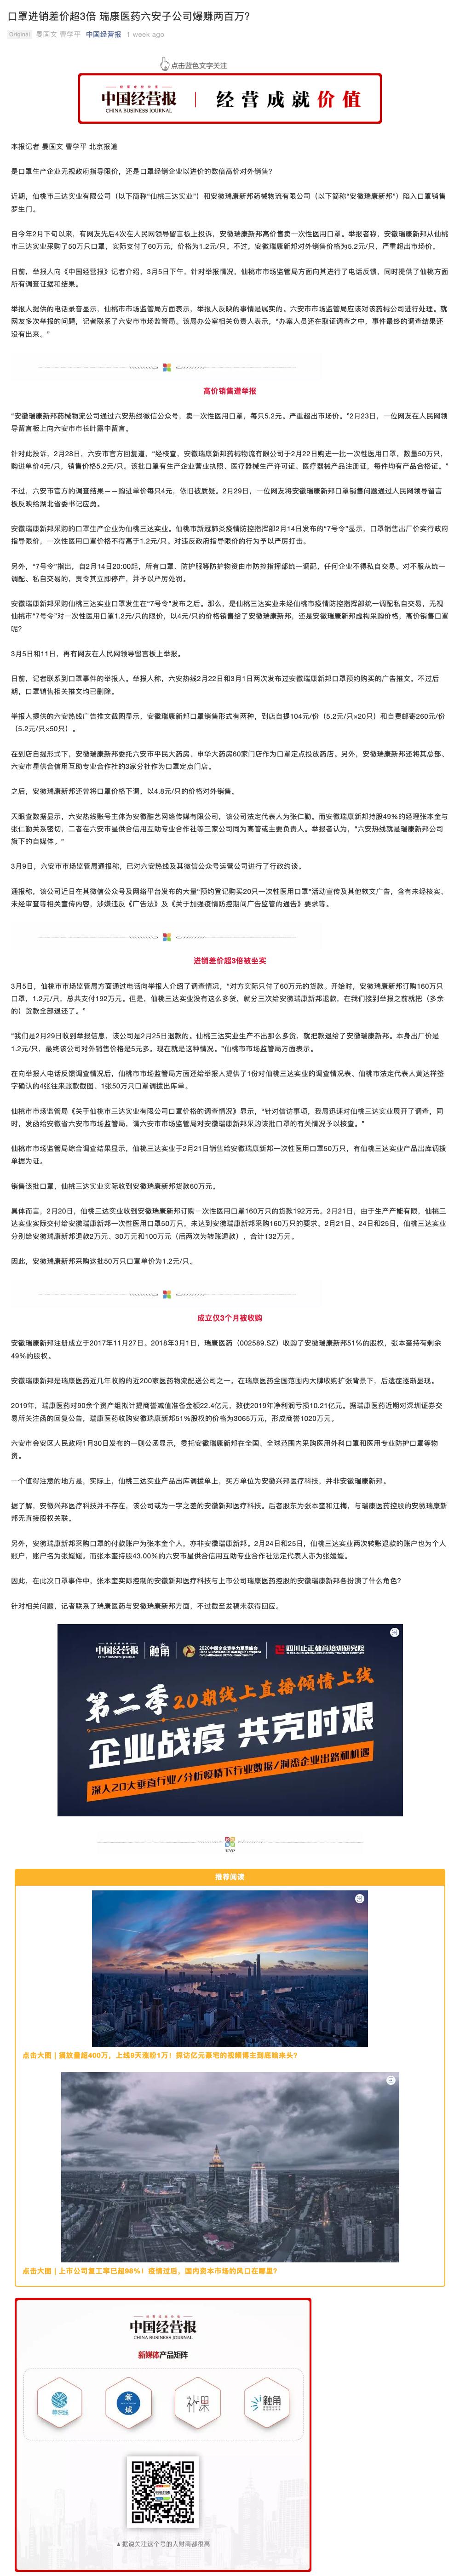 口罩进销差价超3倍 瑞康医药六安子公司爆赚两百万?
Original 晏国文 曹学平 中国经营报 1 week ago
点击蓝色文字关注
中国经营报
CHINA BUSINESS JOURNAL
经营成就价值
本报记者 晏国文 曹学平 北京报道
是口罩生产企业无视政府指导限价，还是口罩经销企业以进价的数倍高价对外销售?
近期，仙桃市三达实业有限公司（以下简称“仙桃三达实业”）和安徽瑞康新邦药械物流有限公司（以下简称“安徽瑞康新邦”）陷入口罩销售
罗生门。
自今年2月下旬以来，有网友先后4次在人民网领导留言板上投诉，安徽瑞康新邦高价售卖一次性医用口罩。举报者称，安徽瑞康新邦从仙桃
市三达实业采购了50万只口罩，实际支付了60万元，价格为1.2元/只。不过，安徽瑞康新邦对外销售价格为5.2元/只，严重超出市场价。
日前，举报人向《中国经营报》记者介绍，3月5日下午，针对举报情况，仙桃市市场监管局方面向其进行了电话反馈，同时提供了仙桃方面
所有调查证据和结果。
举报人提供的电话录音显示，仙桃市市场监管局方面表示，举报人反映的事情是属实的。六安市市场监管局应该对该药械公司进行处理。就
网友多次举报的问题，记者联系了六安市市场监管局。该局办公室相关负责人表示，“办案人员还在取证调查之中，事件最终的调查结果还
没有出来。”
高价销售遭举报
“安徽瑞康新邦药械物流公司通过六安热线微信公众号，卖一次性医用口罩，每只5.2元。严重超出市场价。”2月23日，一位网友在人民网领
导留言板上向六安市市长叶露中留言。
针对此投诉，2月28日，六安市官方回复道，“经核查，安徽瑞康新邦药械物流有限公司于2月22日购进一批一次性医用口罩，数量50万只，
购进单价4元/只，销售价格5.2元/只。该批口罩有生产企业营业执照、医疗器械生产许可证、医疗器械产品注册证，每件均有产品合格证。”
不过，六安市官方的调查结果——购进单价每只4元，依旧被质疑。2月29日，一位网友将安徽瑞康新邦口罩销售问题通过人民网领导留言
板反映给湖北省委书记应勇。
安徽瑞康新邦采购的口罩生产企业为仙桃三达实业。仙桃市新冠肺炎疫情防控指挥部2月14日发布的“7号令”显示，口罩销售出厂价实行政府
指导限价，一次性医用口罩价格不得高于1.2元/只。对违反政府指导限价的行为予以严厉打击。
另外，“7号令”指出，自2月14日20:00起，所有口罩、防护服等防护物资由市防控指挥部统一调配，任何企业不得私自交易。对不服从统一
调配、私自交易的，责令其立即停产，并予以严厉处罚。
安徽瑞康新邦采购仙桃三达实业口罩发生在“7号令”发布之后。那么，是仙桃三达实业未经仙桃市疫情防控指挥部统一调配私自交易，无视
仙桃市“7号令”对一次性医用口罩1.2元/只的限价，以4元/只的价格销售给了安徽瑞康新邦，还是安徽瑞康新邦虚构采购价格，高价销售口罩
呢?
3月5日和11日，再有网友在人民网领导留言板上举报。
日前，记者联系到口罩事件的举报人。举报人称，六安热线2月22日和3月1日两次发布过安徽瑞康新邦口罩预约购买的广告推文。不过后
期，口罩销售相关推文均已删除。
举报人提供的六安热线广告推文截图显示，安徽瑞康新邦口罩销售形式有两种，到店自提104元/份（5.2元/只×20只）和自费邮寄260元/份
（5.2元/只×50只）。
在到店自提形式下，安徽瑞康新邦委托六安市平民大药房、申华大药房60家门店作为口罩定点投放药店。另外，安徽瑞康新邦还将其总部、
六安市星供合信用互助专业合作社的3家分社作为口罩定点门店。
之后，安徽瑞康新邦还曾将口罩价格下调，以4.8元/只的价格对外销售。
天眼查数据显示，六安热线账号主体为安徽酷艺网络传媒有限公司，该公司法定代表人为张仁勤。而安徽瑞康新邦持股49%的经理张本奎与
张仁勤关系密切，二者在六安市星供合信用互助专业合作社等三家公司同为高管或主要负责人。举报者认为，“六安热线就是瑞康新邦公司
旗下的自媒体。”
3月9日，六安市市场监管局通报称，已对六安热线及其微信公众号运营公司进行了行政约谈。
通报称，该公司近日在其微信公众号及网络平台发布的大量“预约登记购买20只一次性医用口罩”活动宣传及其他软文广告，含有未经核实、
未经审查等相关宣传内容，涉嫌违反《广告法》及《关于加强疫情防控期间广告监管的通告》要求等。
进销差价超3倍被坐实
3月5日，仙桃市场监管局方面通过电话向举报人介绍了调查情况，“对方实际只付了60万元的货款。开始时，安徽瑞康新邦订购160万只
口罩，1.2元/只，总共支付192万元。但是，仙桃三达实业没有这么多货，就分三次给安徽瑞康新邦退款，在我们接到举报之前就把（多余
的）货款全部退还了。”
“我们是2月29日收到举报信息，该公司是2月25日退款的。仙桃三达实业生产不出那么多货，就把款退给了安徽瑞康新邦。本身出厂价是
1.2元/只，最终该公司对外销售价格是5元多。现在就是这种情况。”仙桃市市场监管局方面表示。
在向举报人电话反馈调查情况后，仙桃市市场监管局方面还给举报人提供了1份对仙桃三达实业的调查情况表、仙桃市法定代表人黄达祥签
字确认的4张往来账款截图、1张50万只口罩调拨出库单。
仙桃市市场监管局《关于仙桃市三达实业有限公司口罩价格的调查情况》显示，“针对信访事项，我局迅速对仙桃三达实业展开了调查，同
时，发函给安徽省六安市市场监管局，请六安市市场监管局对安徽瑞康新邦采购该批口罩的有关情况予以核查。”
仙桃市市场监管局综合调查结果显示，仙桃三达实业于2月21日销售给安徽瑞康新邦一次性医用口罩50万只，有仙桃三达实业产品出库调拨
单据为证。
销售该批口罩，仙桃三达实业实际收到安徽瑞康新邦货款60万元。
具体而言，2月20日，仙桃三达实业收到安徽瑞康新邦订购一次性医用口罩160万只的货款192万元。2月21日，由于生产产能有限，仙桃三
达实业实际交付给安徽瑞康新邦一次性医用口罩50万只，未达到安徽瑞康新邦采购160万只的要求。2月21日、24日和25日，仙桃三达实业
分别给安徽瑞康新邦退款2万元、30万元和100万元（后两次为转账退款），合计132万元。
因此，安徽瑞康新邦采购这批50万只口罩单价为1.2元/只。
成立仅3个月被收购
安徽瑞康新邦注册成立于2017年11月27日。2018年3月1日，瑞康医药（002589.SZ）收购了安徽瑞康新邦51%的股权，张本奎持有剩余
49%的股权。
安徽瑞康新邦是瑞康医药近几年收购的近200家医药物流配送公司之一。在瑞康医药全国范围内大肆收购扩张背景下，后遗症逐渐显现。
2019年，瑞康医药对90余个资产组拟计提商誉减值准备金额22.4亿元，致使2019年净利润亏损10.21亿元。据瑞康医药近期对深圳证券交
易所关注函的回复公告，瑞康医药收购安徽瑞康新邦51%股权的价格为3065万元，形成商誉1020万元。
六安市金安区人民政府1月30日发布的一则公函显示，委托安徽瑞康新邦在全国、全球范围内采购医用外科口罩和医用专业防护口罩等物
资。
一个值得注意的地方是，实际上，仙桃三达实业产品出库调拨单上，买方单位为安徽兴邦医疗科技，并非安徽瑞康新邦。
据了解，安徽兴邦医疗科技并不存在，该公司或为一字之差的安徽新邦医疗科技。后者股东为张本奎和江梅，与瑞康医药控股的安徽瑞康新
邦无直接股权关联。
另外，安徽瑞康新邦采购口罩的付款账户为张本奎个人，亦非安徽瑞康新邦。2月24日和25日，仙桃三达实业两次转账退款的账户也为个人
账户，账户名为张媛媛。而张本奎持股43.00%的六安市星供合信用互助专业合作社法定代表人亦为张媛媛。
因此，在此次口罩事件中，张本奎实际控制的安徽新邦医疗科技与上市公司瑞康医药控股的安徽瑞康新邦各扮演了什么角色?
针对相关问题，记者联系了瑞康医药与安徽瑞康新邦方面，不过截至发稿未获得回应。
中国经营报
CHINA BUSINESS JOURNAL
触角
2020中国企业竞争力夏季峰会
四川止正教育培训研究院
第二季20期线上直播倾情上线
企业战疫 共克时艰
深入20大垂直行业/分析疫情下行业数据/洞悉企业出路和机遇
END
推荐阅读
点击大图 | 播放量超400万，上线9天涨粉1万！探访亿元豪宅的视频博主到底啥来头?
点击大图 | 上市公司复工率已超98%！疫情过后，国内资本市场的风口在哪里?
中国经营报
CHINA BUSINESS JOURNAL
新媒体产品矩阵
等深线
触角
▲据说关注这个号的人财商都很高